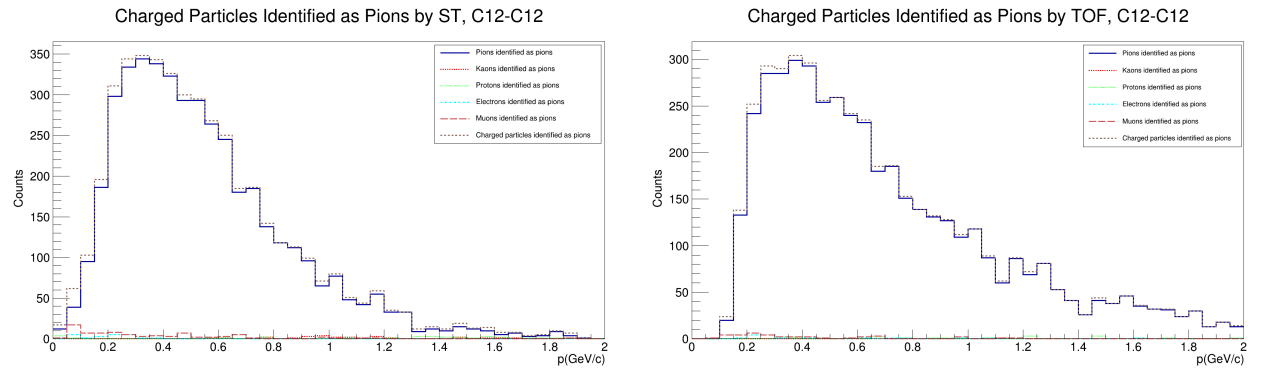 Charged Particles Identified as Pions by ST, C12-C12
Counts
350
300
250
200
150
100
50
0
0 0.2 0.4 0.6 0.8 1 1.2 1.4 1.6 1.8 2
p(GeV/c)
Pions identified as pions
Kaons identified as pions
Protons identified as pions
Electrons identified as pions
Muons identified as pions
Charged particles identified as pions
Charged Particles Identified as Pions by TOF, C12-C12
Counts
300
250
200
150
100
50
0
0 0.2 0.4 0.6 0.8 1 1.2 1.4 1.6 1.8 2
p(GeV/c)
Pions identified as pions
Kaons identified as pions
Protons identified as pions
Electrons identified as pions
Muons identified as pions
Charged particles identified as pions